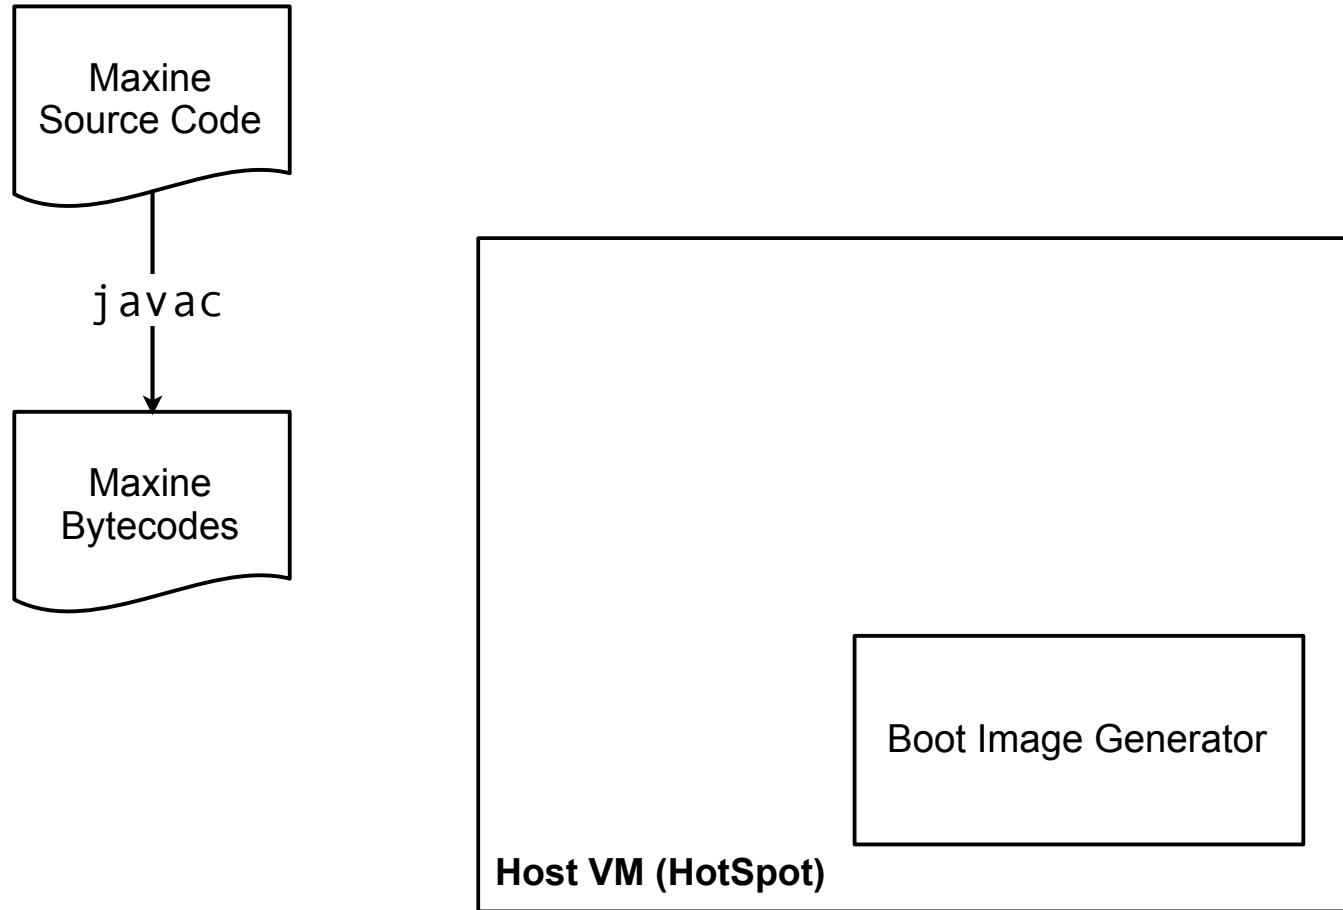 Maxine
Source Code
javac
Maxine
Bytecodes
Boot Image Generator
Host VM (HotSpot)